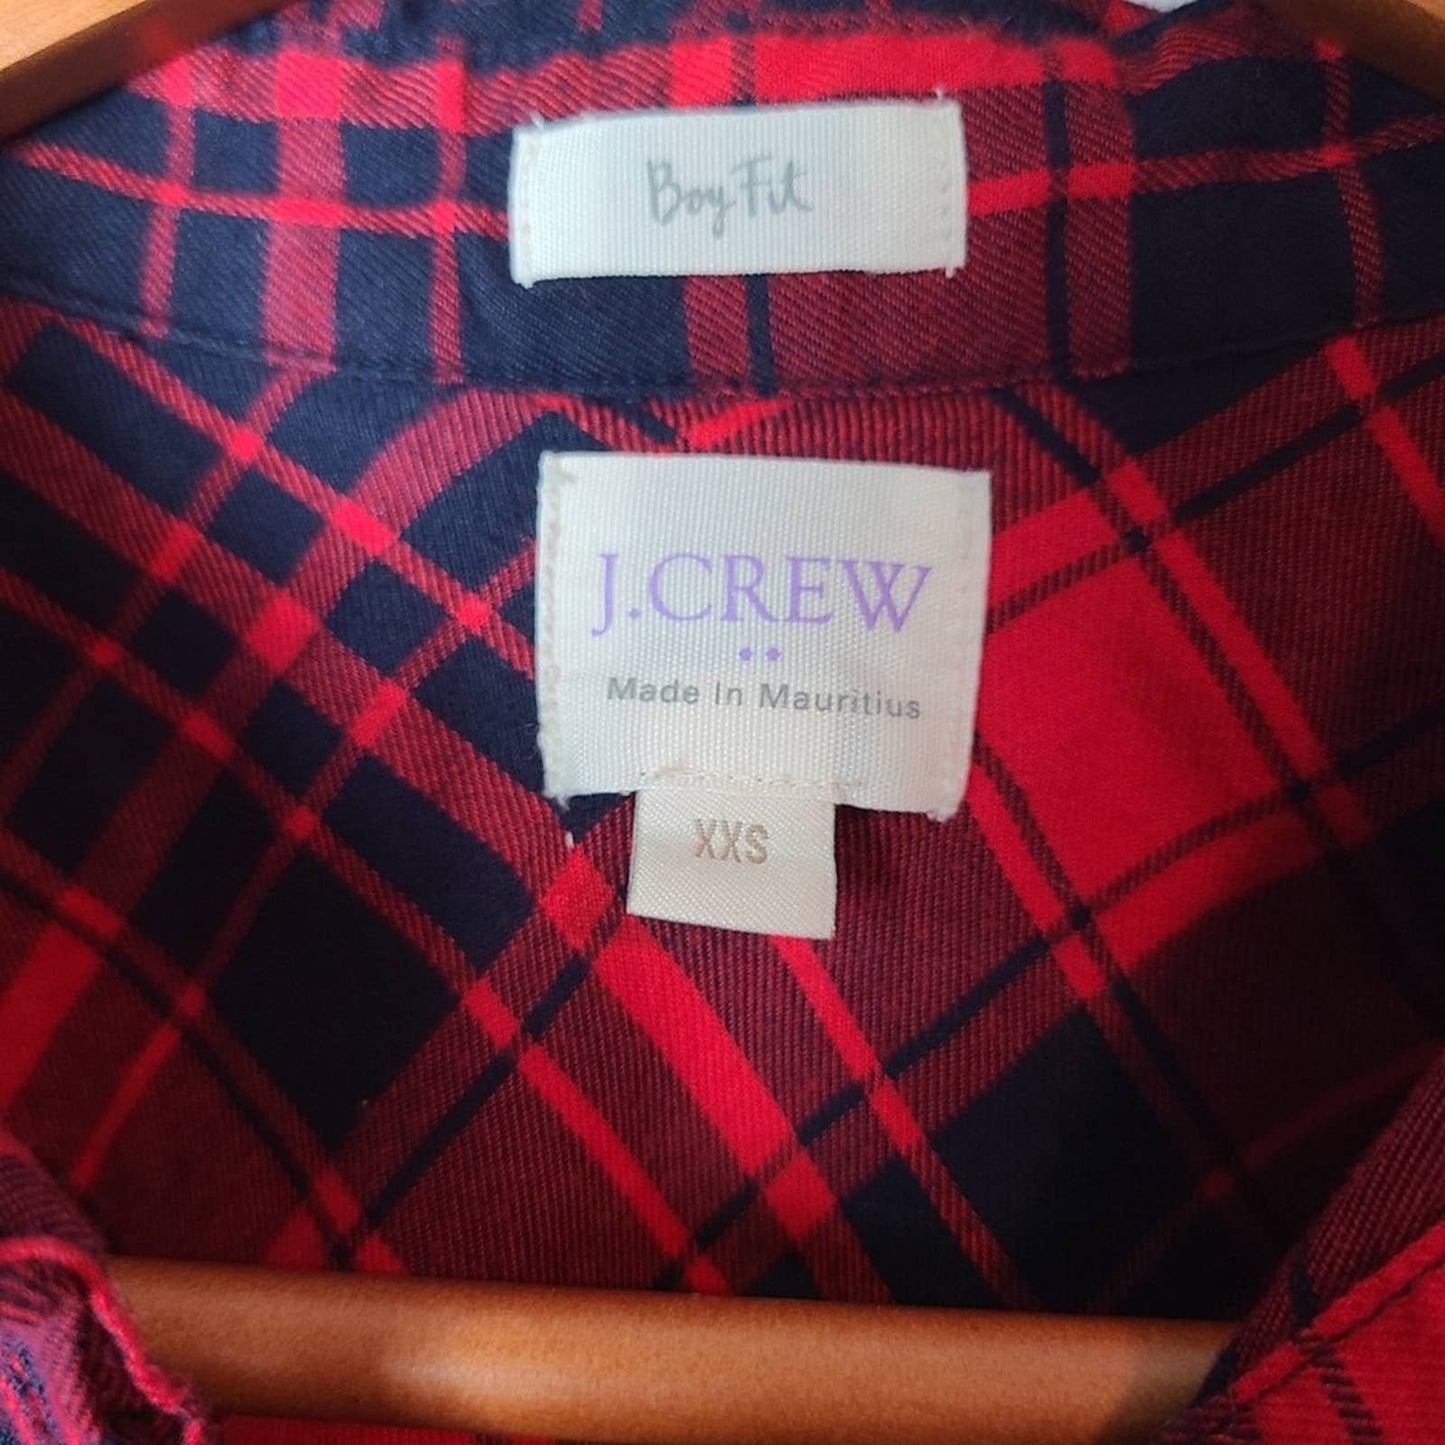 Boy Fit
J.CREW
Made In Mauritius
XXS